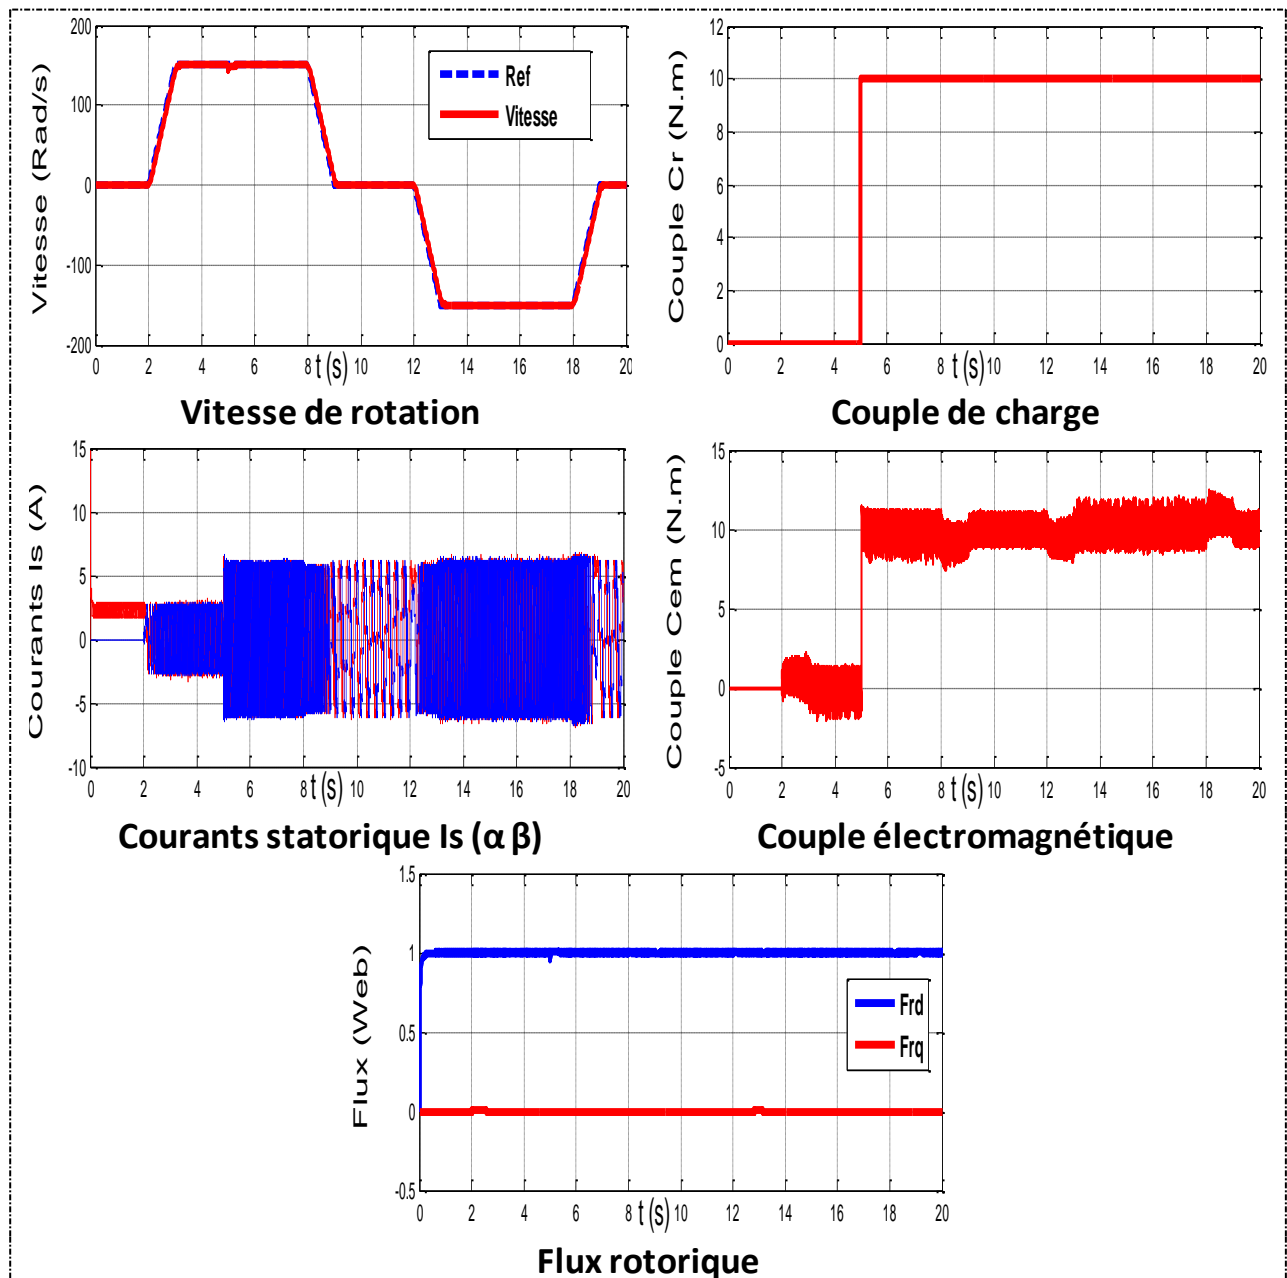 Vitesse (Rad/s)
200
100
0
-100
-200
Ref
Vitesse
0 2 4 6 8 t (s) 10 12 14 16 18 20
Vitesse de rotation
Couple Cr (N.m)
12
10
8
6
4
2
0
0 2 4 6 8 t (s) 10 12 14 16 18 20
Couple de charge
Courants Is (A)
15
10
5
0
-5
-10
0 2 4 6 8 t (s) 10 12 14 16 18 20
Courants statorique Is (α β)
Couple Cem (N.m)
15
10
5
0
-5
0 2 4 6 8 t (s) 10 12 14 16 18 20
Couple électromagnétique
Flux (Web)
1.5
1
0.5
0
-0.5
Frd
Frq
0 2 4 6 8 t (s) 10 12 14 16 18 20
Flux rotorique